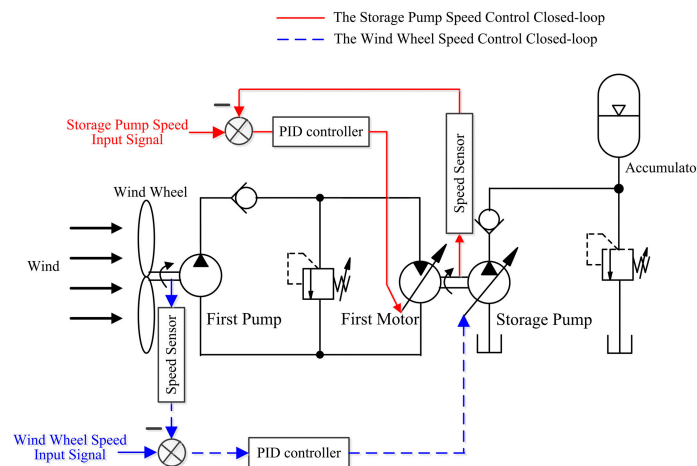 The Storage Pump Speed Control Closed-loop
The Wind Wheel Speed Control Closed-loop
Storage Pump Speed
Input Signal
PID controller
Speed Sensor
Accumulato
Wind Wheel
Wind
First Pump
First Motor
Storage Pump
Speed Sensor
Wind Wheel Speed
Input Signal
PID controller